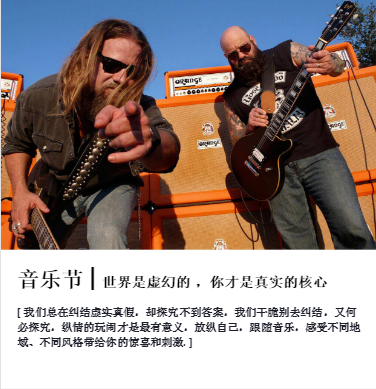 ORANGE
音乐节 | 世界是虚幻的，你才是真实的核心
[ 我们总在纠结虚实真假，却探究不到答案，我们干脆别去纠结，又何
必探究，纵情的玩闹才是最有意义，放纵自己，跟随音乐，感受不同地
域、不同风格带给你的惊喜和刺激. ]